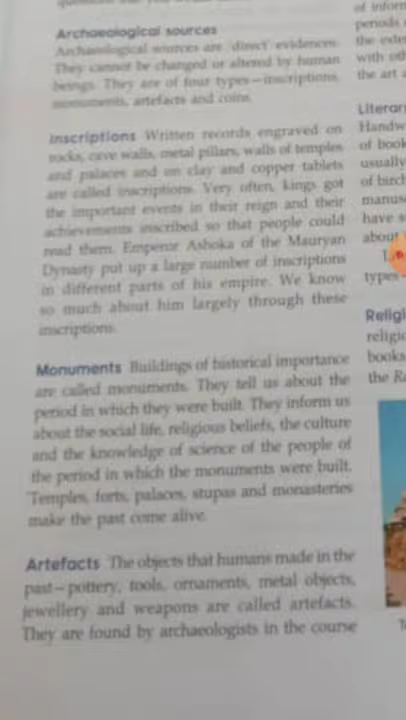 Archaeological sources
Archaeological sources are 'direct' evidences.
They cannot be changed or altered by human
beings. They are of four types—inscriptions,
monuments, artefacts and coins.
Inscriptions Written records engraved on
rocks, cave walls, metal pillars, walls of temples
and palaces and on clay and copper tablets
are called inscriptions. Very often, kings got
the important events in their reign and their
achievements inscribed so that people could
read them. Emperor Ashoka of the Mauryan
Dynasty put up a large number of inscriptions
in different parts of his empire. We know
so much about him largely through these
inscriptions.
Monuments Buildings of historical importance
are called monuments. They tell us about the
period in which they were built. They inform us
about the social life, religious beliefs, the culture
and the knowledge of science of the people of
the period in which the monuments were built.
Temples, forts, palaces, stupas and monasteries
make the past come alive.
Artefacts The objects that humans made in the
past—pottery, tools, ornaments, metal objects,
jewellery and weapons are called artefacts.
They are found by archaeologists in the course
of inform
periods
the exte
with oth
the art a
Literar
Handw
of book
usually
of birch
manus
have s
about
types—
Religi
religio
books
the Ra